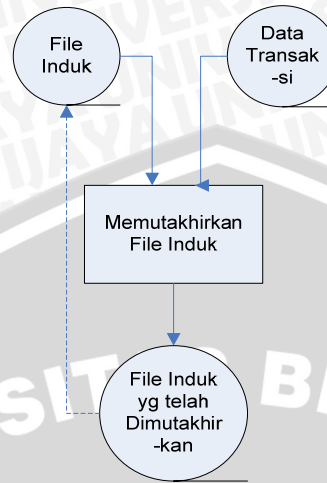 File
Induk
Data
Transak
-si
Memutakhirkan
File Induk
File Induk
yg telah
Dimutakhir
-kan